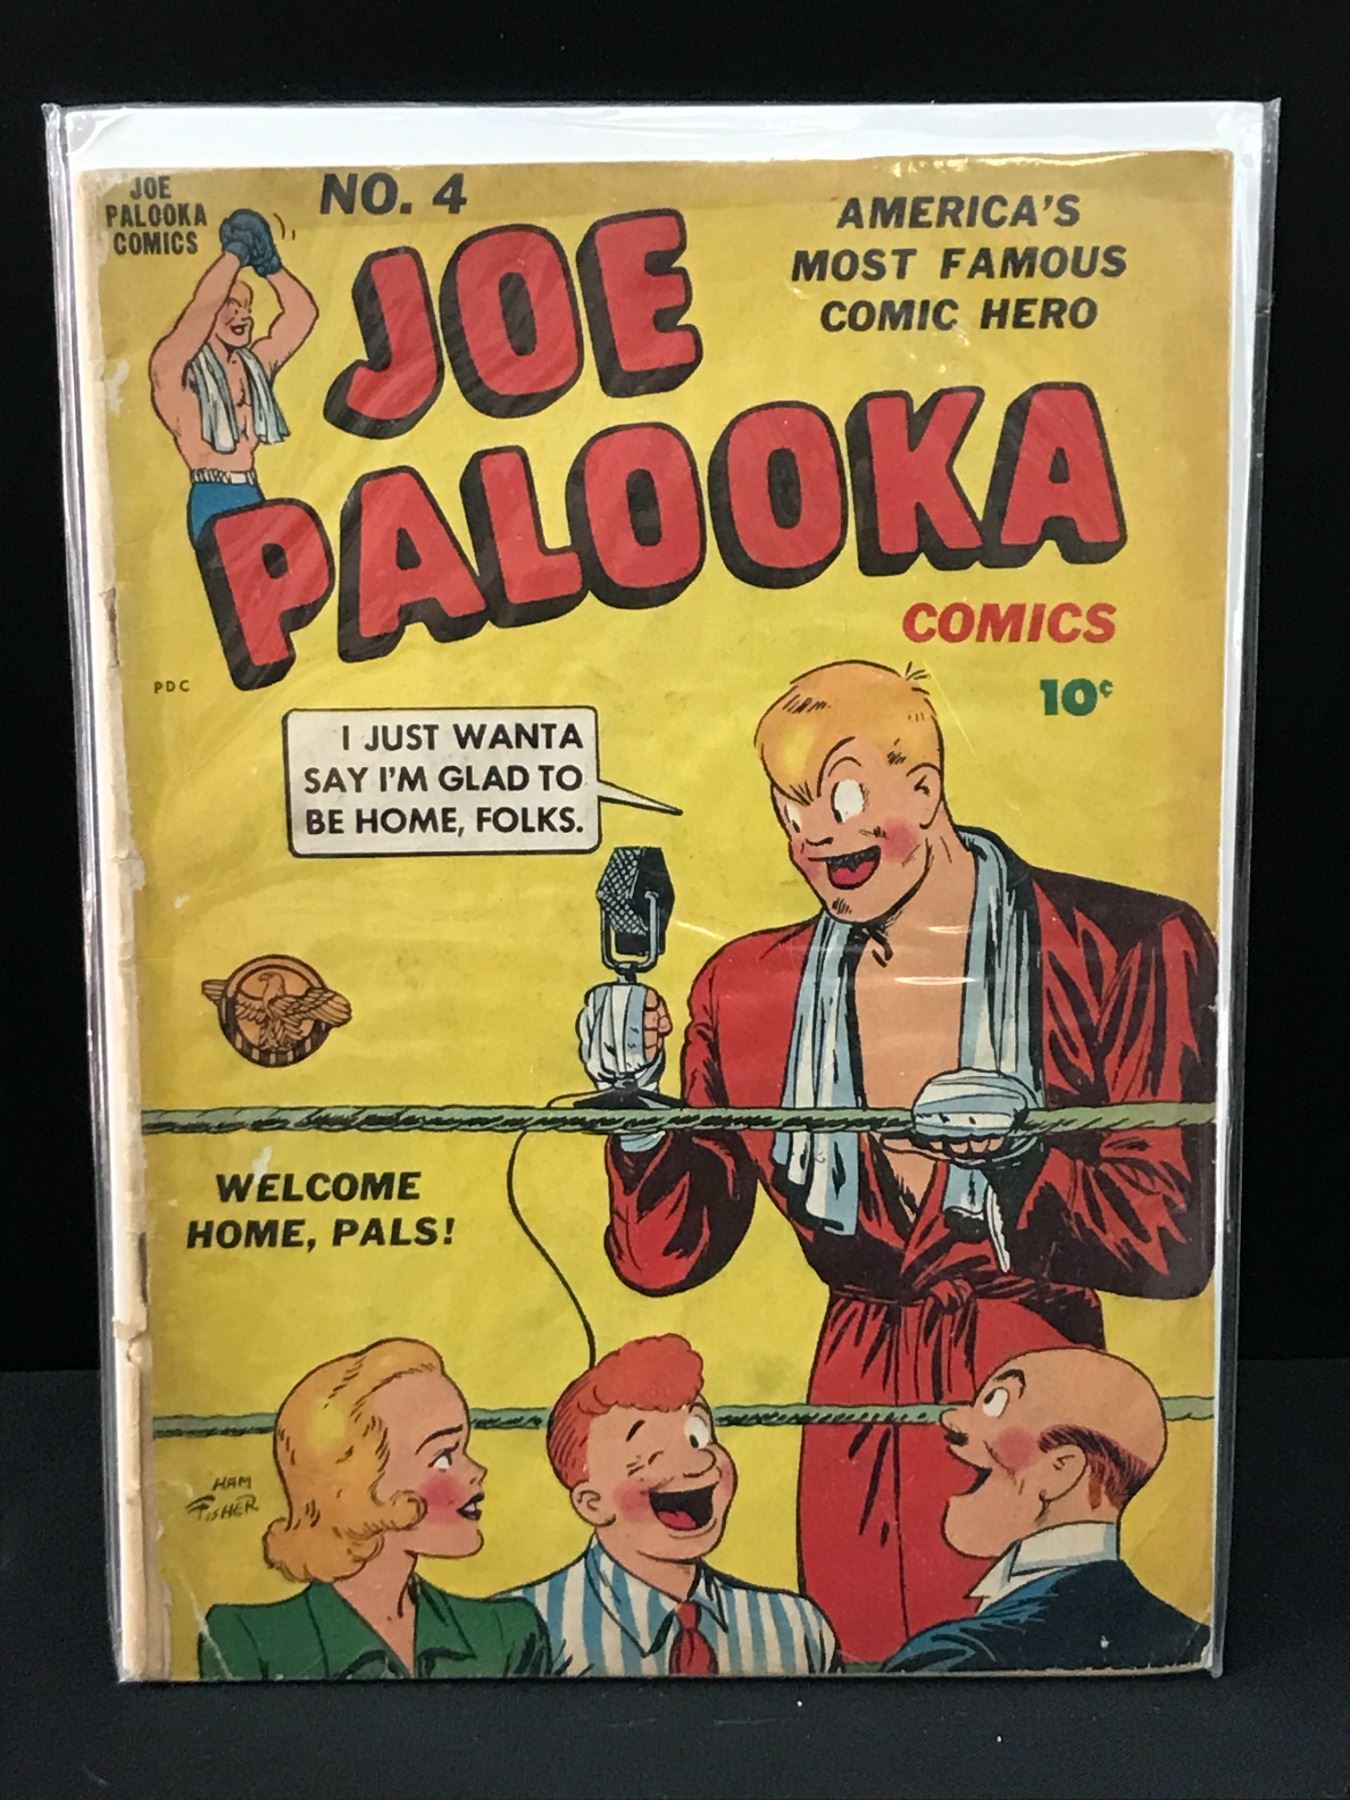 JOE
PALOOKA
COMICS
NO. 4
JOE
PALOOKA
AMERICA'S
MOST FAMOUS
COMIC HERO
COMICS
10¢
PDC
I JUST WANTA
SAY I'M GLAD TO
BE HOME, FOLKS.
WELCOME
HOME, PALS!
HAM
FISHER